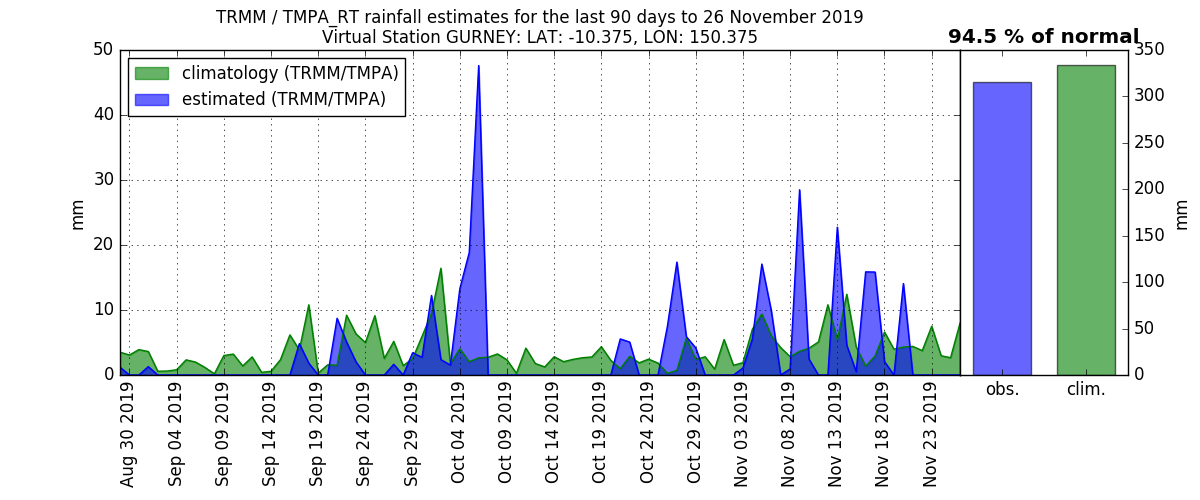 TRMM / TMPA_RT rainfall estimates for the last 90 days to 26 November 2019
Virtual Station GURNEY: LAT: -10.375, LON: 150.375
94.5 % of normal
climatology (TRMM/TMPA)
estimated (TRMM/TMPA)
50
40
30
20
10
0
mm
350
300
250
200
150
100
50
0
mm
Aug 30 2019
Sep 04 2019
Sep 09 2019
Sep 14 2019
Sep 19 2019
Sep 24 2019
Sep 29 2019
Oct 04 2019
Oct 09 2019
Oct 14 2019
Oct 19 2019
Oct 24 2019
Oct 29 2019
Nov 03 2019
Nov 08 2019
Nov 13 2019
Nov 18 2019
Nov 23 2019
obs.
clim.